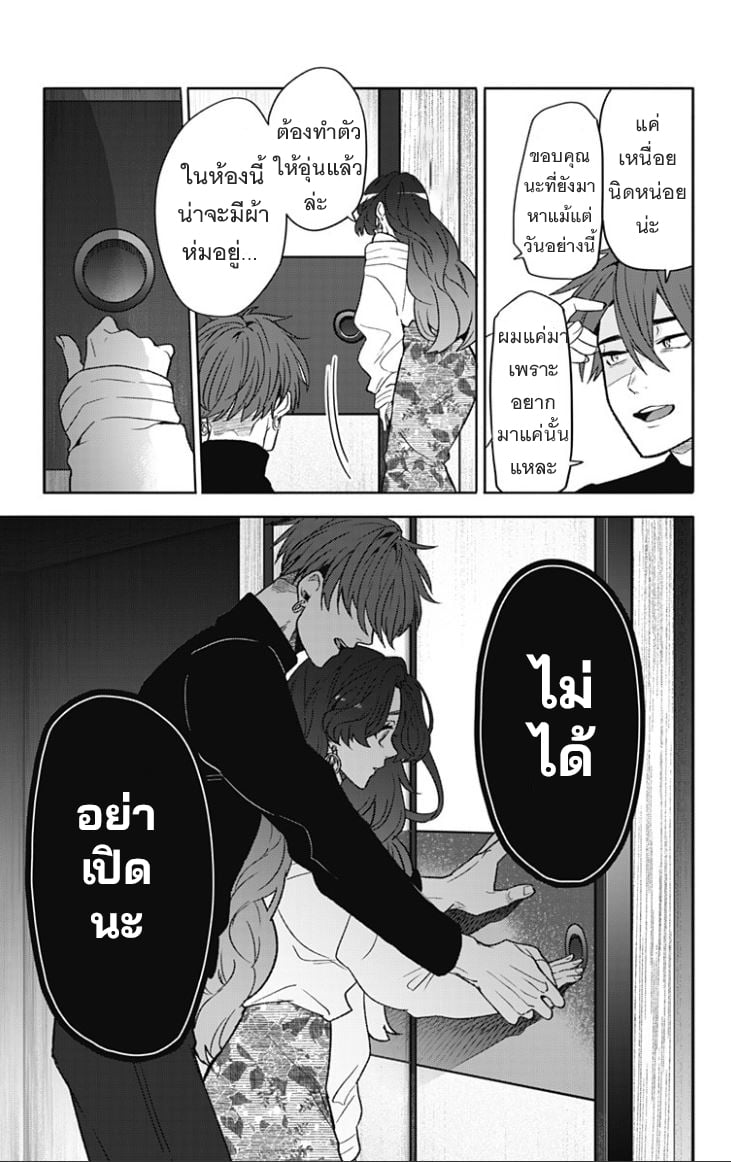 แค่
เหนื่อย
นิดหน่อย
น่ะ
ขอบคุณ
นะที่ยังมา
หาแม้แต่
วันอย่างนี้
ผมแค่มา
เพราะ
อยาก
มาแค่นั้น
แหละ
ต้องทำตัว
ให้อุ่นแล้ว
ล่ะ
ในห้องนี้
น่าจะมีผ้า
ห่มอยู่...
ไม่
ได้
อย่า
เปิด
นะ